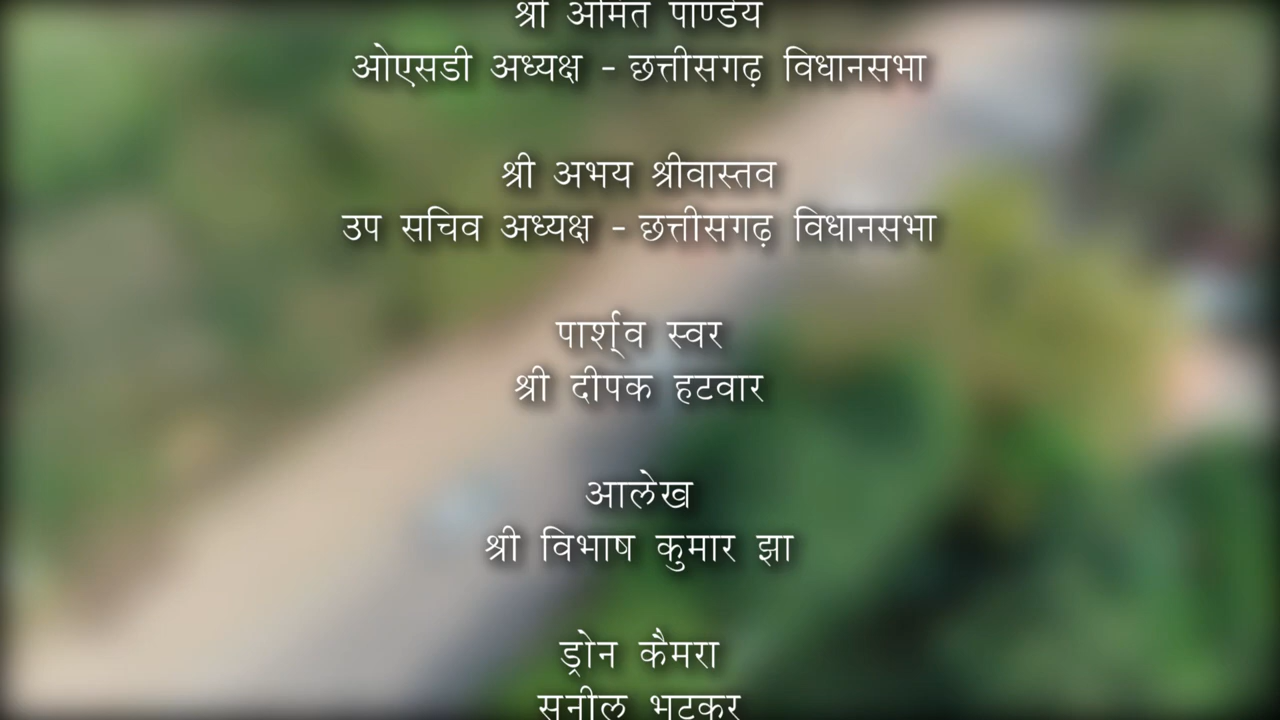 श्री अमित पाण्डेय
ओएसडी अध्यक्ष - छत्तीसगढ़ विधानसभा
श्री अभय श्रीवास्तव
उप सचिव अध्यक्ष - छत्तीसगढ़ विधानसभा
पार्श्‌व स्वर
श्री दीपक हटवार
आलेख
श्री विभाष कुमार झा
ड्रोन कैमरा
सुनील भटकर